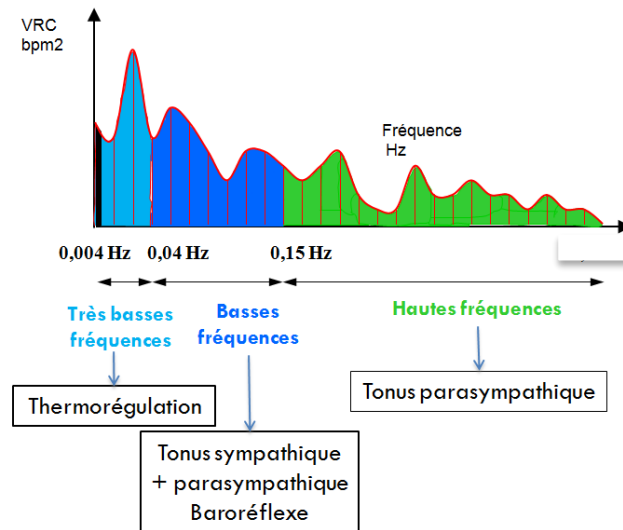 VRC
bpm2
Fréquence
Hz
0,004 Hz
0,04 Hz
0,15 Hz
Très basses
fréquences
Basses
fréquences
Hautes fréquences
Thermorégulation
Tonus sympathique
+ parasympathique
Baroréflexe
Tonus parasympathique